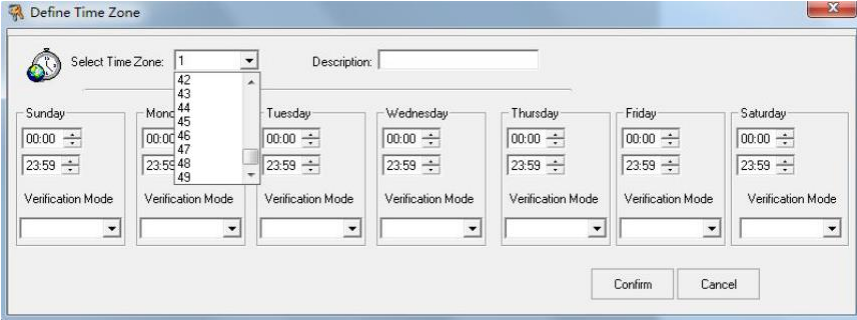 Define Time Zone
Select Time Zone: 1 Description:
42
43
44
45
46
47
48
49
Sunday Mond Tuesday Wednesday Thursday Friday Saturday
00:00 00:00 00:00 00:00 00:00 00:00
23:59 23:59 23:59 23:59 23:59 23:59 23:59
Verification Mode Verification Mode Verification Mode Verification Mode Verification Mode Verification Mode Verification Mode
Confirm Cancel